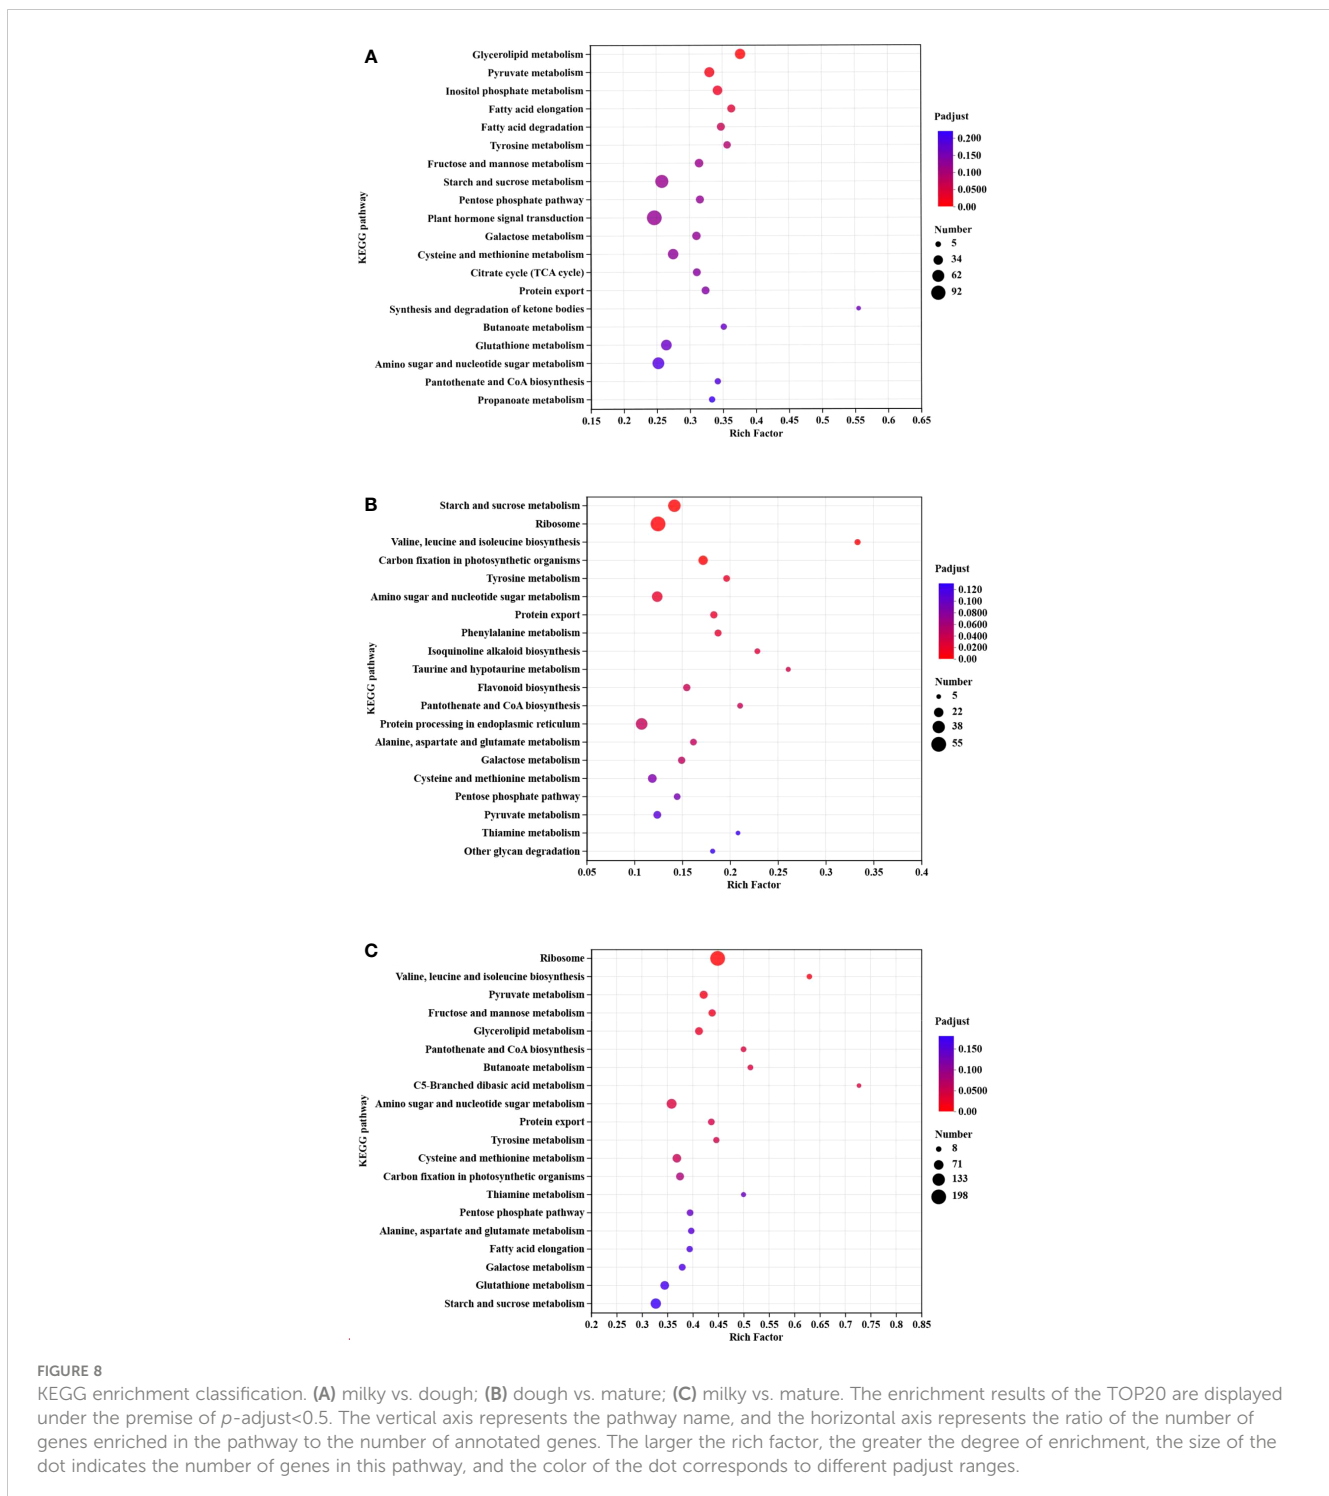 A
Glycerolipid metabolism
Pyruvate metabolism
Inositol phosphate metabolism
Fatty acid elongation
Fatty acid degradation
Tyrosine metabolism
Fructose and mannose metabolism
Starch and sucrose metabolism
Pentose phosphate pathway
Plant hormone signal transduction
Galactose metabolism
Cysteine and methionine metabolism
Citrate cycle (TCA cycle)
Protein export
Synthesis and degradation of ketone bodies
Butanoate metabolism
Glutathione metabolism
Amino sugar and nucleotide sugar metabolism
Pantothenate and CoA biosynthesis
Propanoate metabolism
KEGG pathway
0.15 0.2 0.25 0.3 0.35 0.4 0.45 0.5 0.55 0.6 0.65
Rich Factor
Padjust
0.200
0.150
0.100
0.0500
0.00
Number
5
34
62
92
B
Starch and sucrose metabolism
Ribosome
Valine, leucine and isoleucine biosynthesis
Carbon fixation in photosynthetic organisms
Tyrosine metabolism
Amino sugar and nucleotide sugar metabolism
Protein export
Phenylalanine metabolism
Isoquinoline alkaloid biosynthesis
Taurine and hypotaurine metabolism
Flavonoid biosynthesis
Pantothenate and CoA biosynthesis
Protein processing in endoplasmic reticulum
Alanine, aspartate and glutamate metabolism
Galactose metabolism
Cysteine and methionine metabolism
Pentose phosphate pathway
Pyruvate metabolism
Thiamine metabolism
Other glycan degradation
KEGG pathway
0.05 0.1 0.15 0.2 0.25 0.3 0.35 0.4
Rich Factor
Padjust
0.120
0.100
0.0800
0.0600
0.0400
0.0200
0.00
Number
5
22
38
55
C
Ribosome
Valine, leucine and isoleucine biosynthesis
Pyruvate metabolism
Fructose and mannose metabolism
Glycerolipid metabolism
Pantothenate and CoA biosynthesis
Butanoate metabolism
C5-Branched dibasic acid metabolism
Amino sugar and nucleotide sugar metabolism
Protein export
Tyrosine metabolism
Cysteine and methionine metabolism
Carbon fixation in photosynthetic organisms
Thiamine metabolism
Pentose phosphate pathway
Alanine, aspartate and glutamate metabolism
Fatty acid elongation
Galactose metabolism
Glutathione metabolism
Starch and sucrose metabolism
KEGG pathway
0.2 0.25 0.3 0.35 0.4 0.45 0.5 0.55 0.6 0.65 0.7 0.75 0.8 0.85
Rich Factor
Padjust
0.150
0.100
0.0500
0.00
Number
8
71
133
198
FIGURE 8
KEGG enrichment classification. (A) milky vs. dough; (B) dough vs. mature; (C) milky vs. mature. The enrichment results of the TOP20 are displayed
under the premise of p-adjust<0.5. The vertical axis represents the pathway name, and the horizontal axis represents the ratio of the number of
genes enriched in the pathway to the number of annotated genes. The larger the rich factor, the greater the degree of enrichment, the size of the
dot indicates the number of genes in this pathway, and the color of the dot corresponds to different padjust ranges.